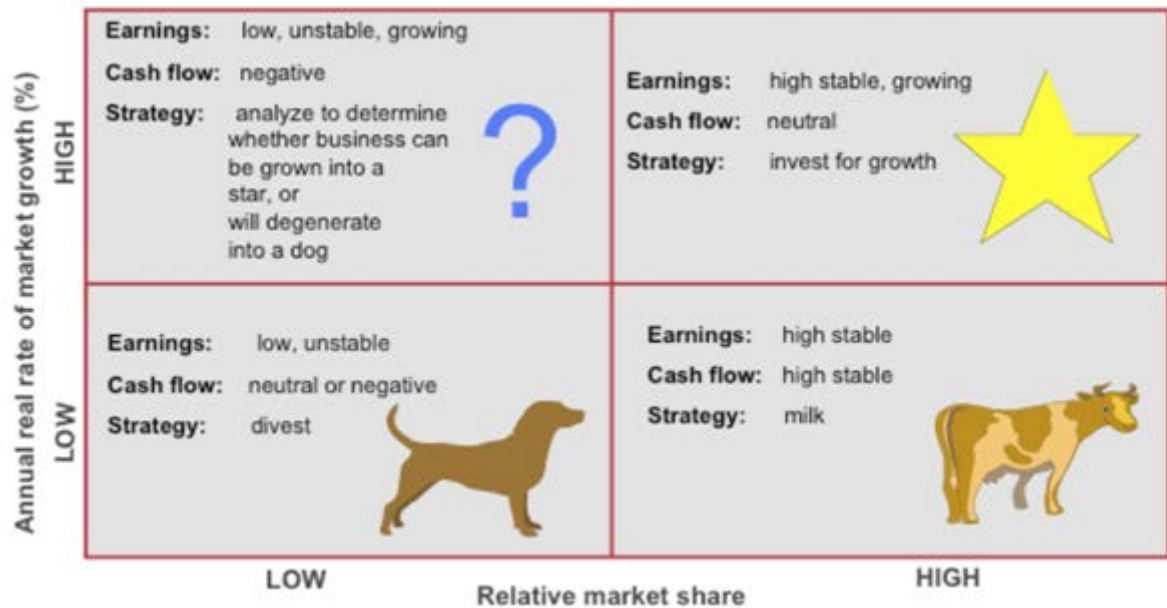 Annual real rate of market growth (%)
HIGH
LOW
Earnings: low, unstable, growing
Cash flow: negative
Strategy: analyze to determine
whether business can
be grown into a
star, or
will degenerate
into a dog
?
Earnings: high stable, growing
Cash flow: neutral
Strategy: invest for growth
Earnings: low, unstable
Cash flow: neutral or negative
Strategy: divest
Earnings: high stable
Cash flow: high stable
Strategy: milk
LOW
HIGH
Relative market share